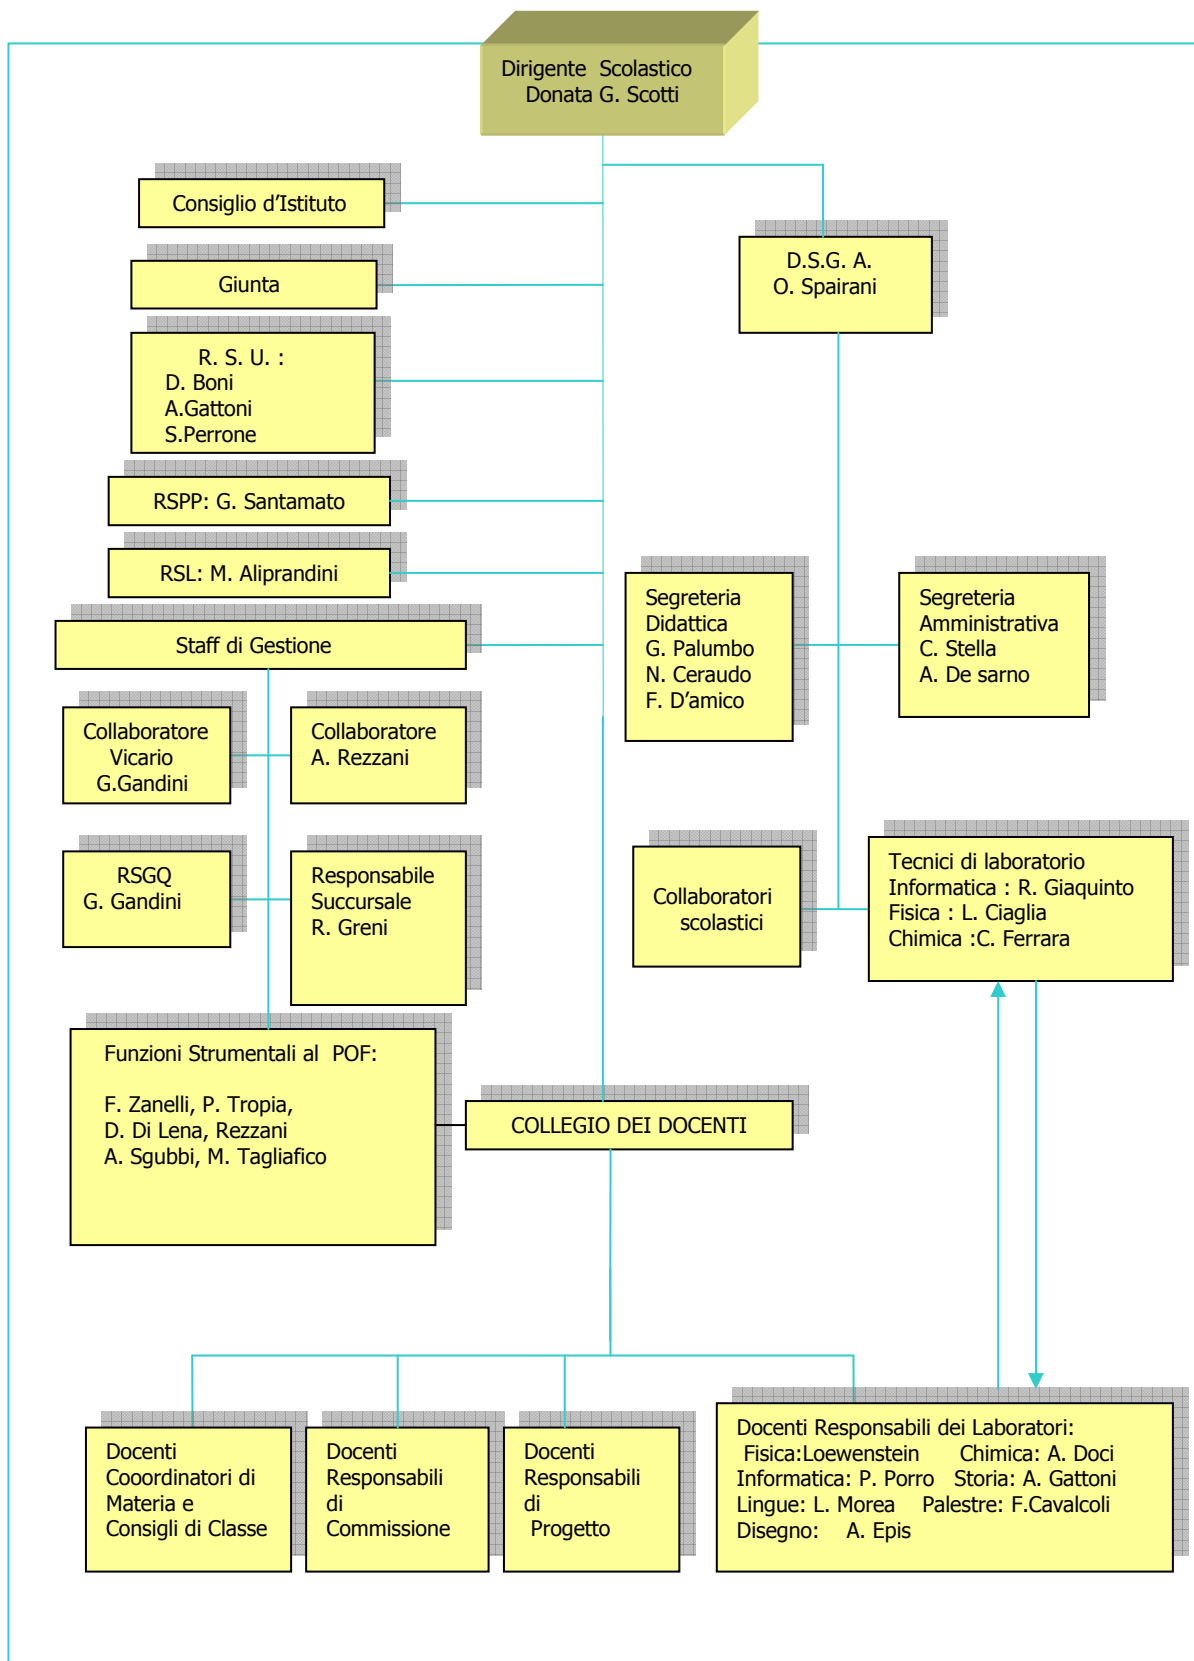 Dirigente Scolastico
Donata G. Scotti
Consiglio d'Istituto
Giunta
R. S. U. :
D. Boni
A.Gattoni
S.Perrone
RSPP: G. Santamato
RSL: M. Aliprandini
Staff di Gestione
Collaboratore
Vicario
G.Gandini
Collaboratore
A. Rezzani
RSGQ
G. Gandini
Responsabile
Succursale
R. Greni
Funzioni Strumentali al POF:
F. Zanelli, P. Tropia,
D. Di Lena, Rezzani
A. Sgubbi, M. Tagliafico
D.S.G. A.
O. Spairani
Segreteria
Didattica
G. Palumbo
N. Ceraudo
F. D'amico
Segreteria
Amministrativa
C. Stella
A. De sarno
Collaboratori
scolastici
Tecnici di laboratorio
Informatica : R. Giaquinto
Fisica : L. Ciaglia
Chimica :C. Ferrara
COLLEGIO DEI DOCENTI
Docenti
Cooordinatori di
Materia e
Consigli di Classe
Docenti
Responsabili
di
Commissione
Docenti
Responsabili
di
Progetto
Docenti Responsabili dei Laboratori:
Fisica:Loewenstein Chimica: A. Doci
Informatica: P. Porro Storia: A. Gattoni
Lingue: L. Morea Palestre: F.Cavalcoli
Disegno: A. Epis